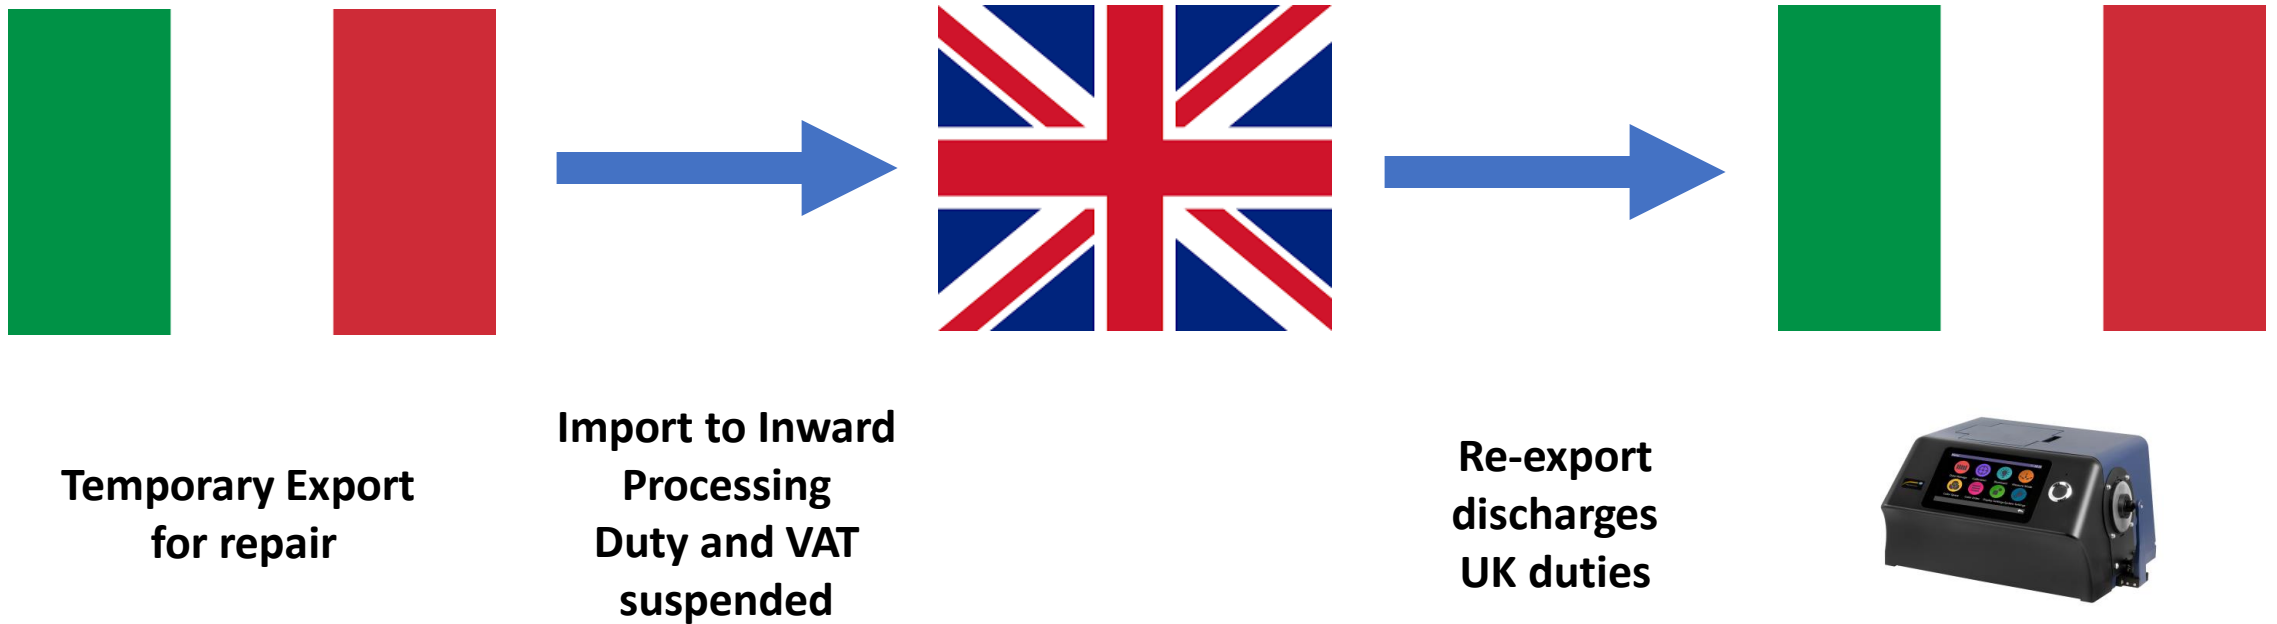 Temporary Export
for repair
Import to Inward
Processing
Duty and VAT
suspended
Re-export
discharges
UK duties